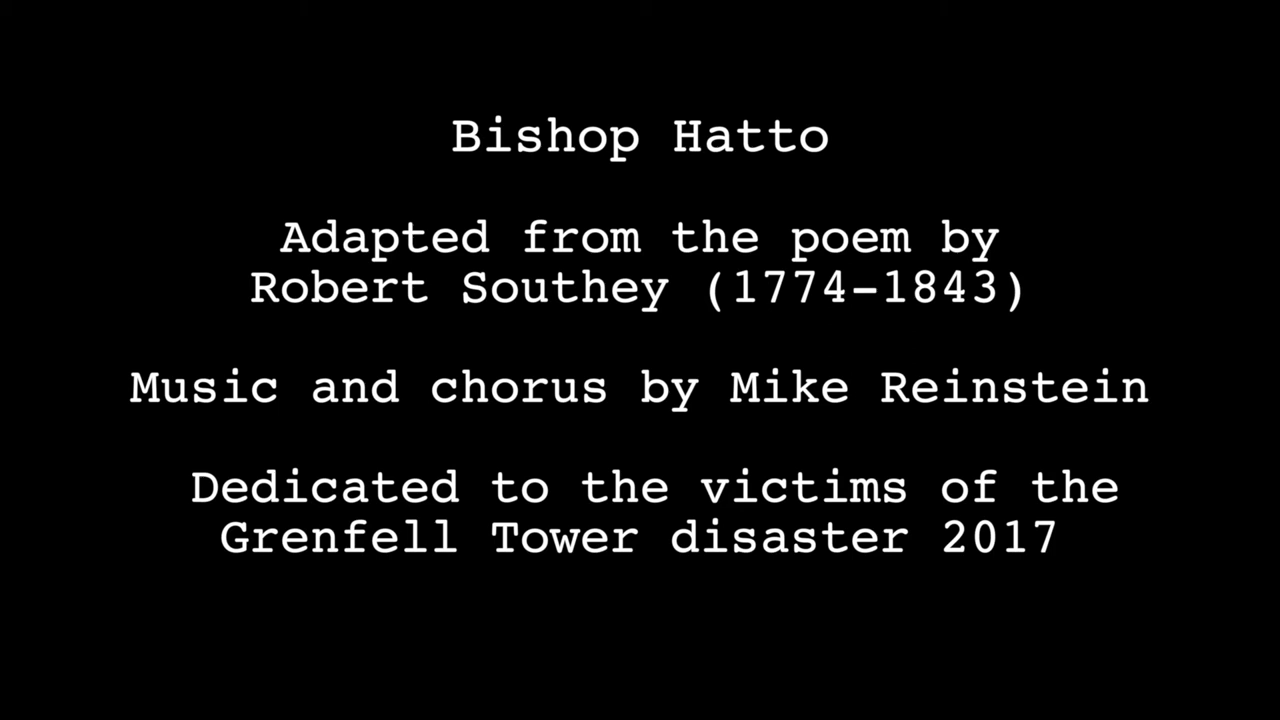 Bishop Hatto
Adapted from the poem by
Robert Southey (1774-1843)
Music and chorus by Mike Reinstein
Dedicated to the victims of the
Grenfell Tower disaster 2017